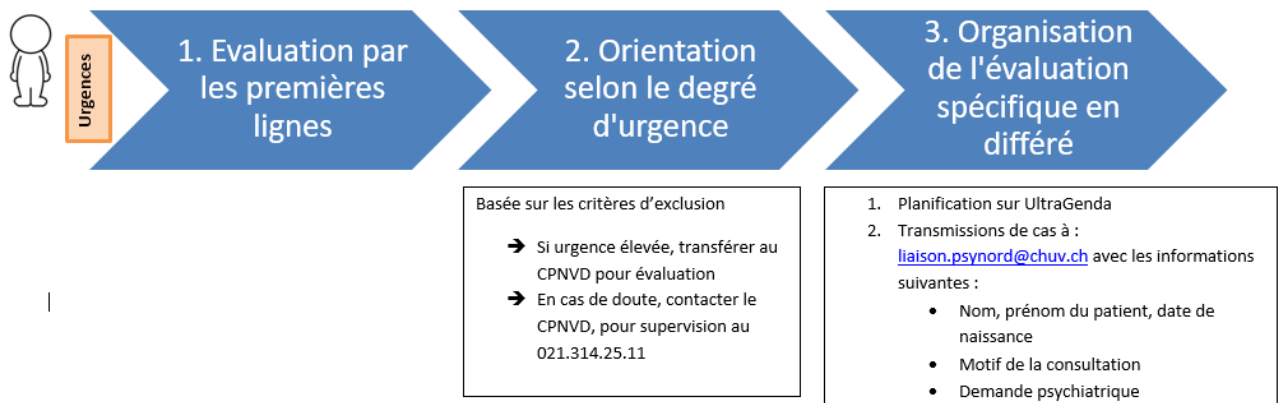 Urgences
1. Evaluation par
les premières
lignes
2. Orientation
selon le degré
d'urgence
3. Organisation
de l'évaluation
spécifique en
différé
Basée sur les critères d'exclusion
➔ Si urgence élevée, transférer au
CPNVD pour évaluation
➔ En cas de doute, contacter le
CPNVD, pour supervision au
021.314.25.11
1. Planification sur UltraGenda
2. Transmissions de cas à :
liaison.psynord@chuv.ch avec les informations
suivantes :
• Nom, prénom du patient, date de
naissance
• Motif de la consultation
• Demande psychiatrique